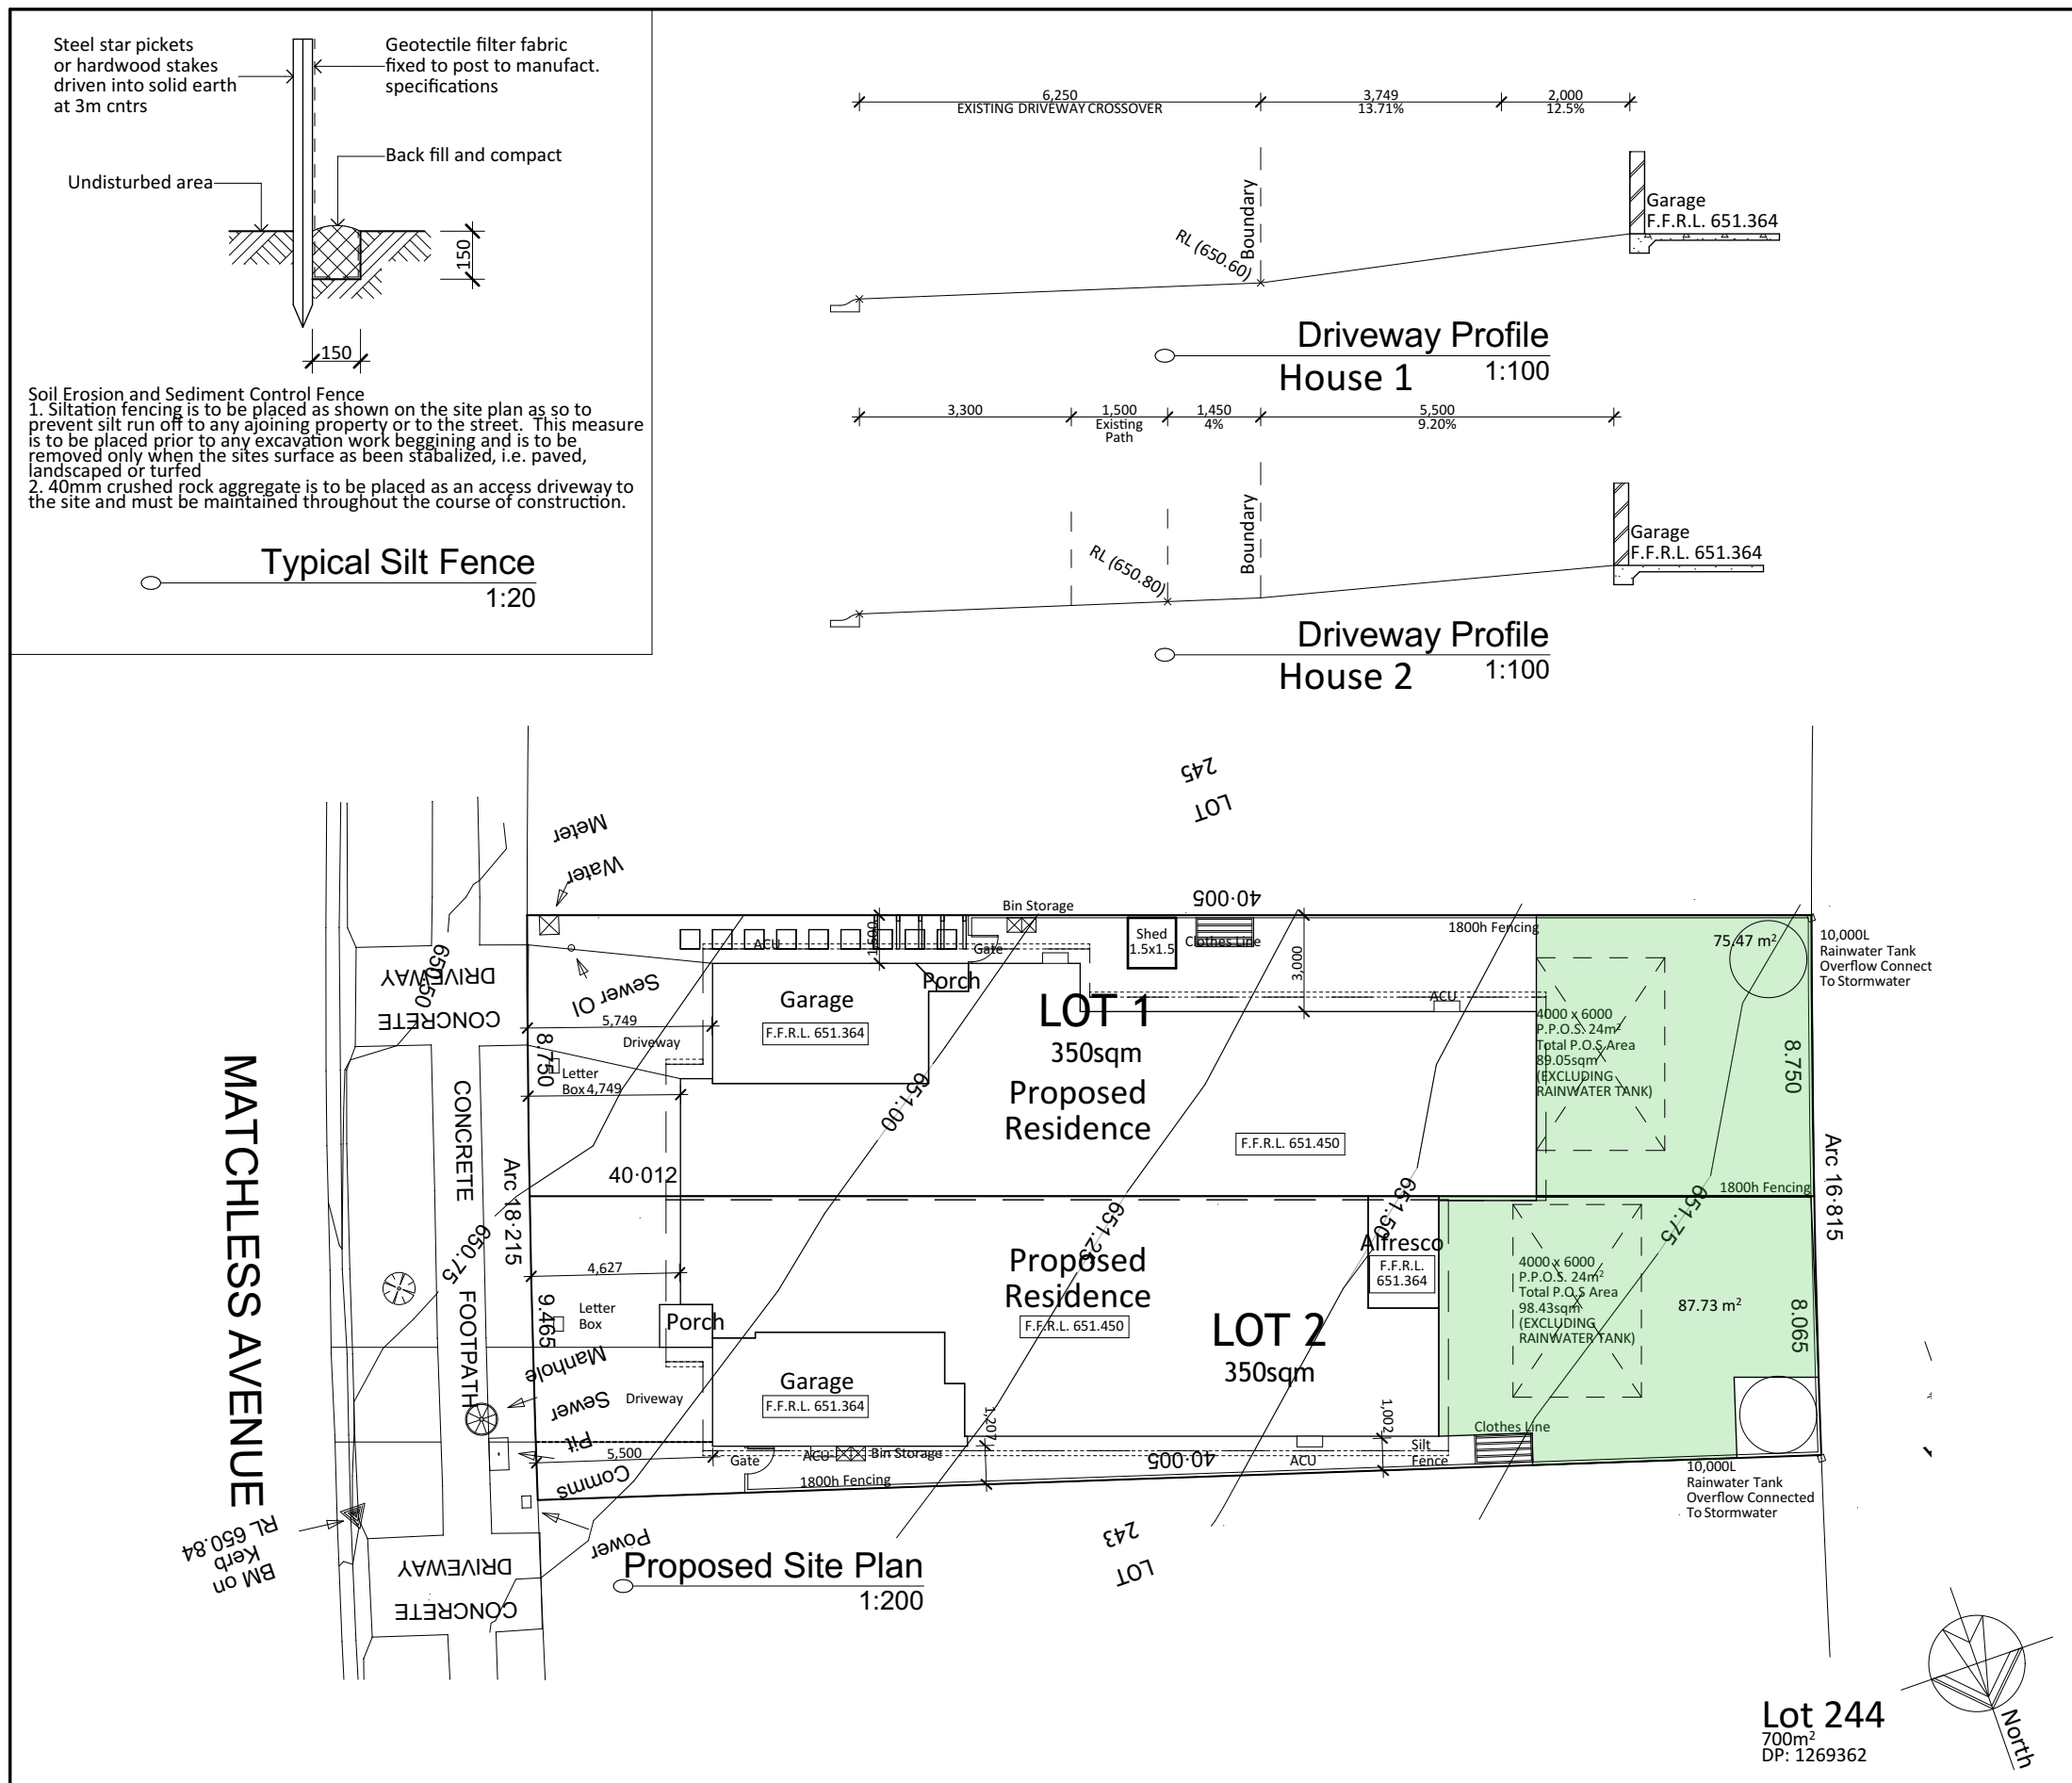 Steel star pickets
or hardwood stakes
driven into solid earth
at 3m cntrs
Geotectile filter fabric
fixed to post to manufact.
specifications
Back fill and compact
Undisturbed area
150
150
Soil Erosion and Sediment Control Fence
1. Siltation fencing is to be placed as shown on the site plan as so to
prevent silt run off to any ajoining property or to the street. This measure
is to be placed prior to any excavation work beggining and is to be
removed only when the sites surface as been stabalized, i.e. paved,
landscaped or turfed
2. 40mm crushed rock aggregate is to be placed as an access driveway to
the site and must be maintained throughout the course of construction.
Typical Silt Fence
1:20
6,250
EXISTING DRIVEWAY CROSSOVER
3,749
13.71%
2,000
12.5%
Boundary
RL (650.60)
Garage
F.F.R.L. 651.364
Driveway Profile
House 1
1:100
3,300
1,500
Existing
Path
1,450
4%
5,500
9.20%
Boundary
RL (650.80)
Garage
F.F.R.L. 651.364
Driveway Profile
House 2
1:100
LOT
245
Water
Meter
Bin Storage
40·005
1800h Fencing
75.47 m²
10,000L
Rainwater Tank
Overflow Connect
To Stormwater
Shed
1.5x1.5
Clothes Line
ACU
1,500
Gate
Porch
3,000
ACU
CONCRETE
DRIVEWAY
650.50
Sewer OI
Garage
F.F.R.L. 651.364
5,749
Driveway
8.750
Letter
Box
4,749
LOT 1
350sqm
Proposed
Residence
651.00
F.F.R.L. 651.450
4000 x 6000
P.P.O.S. 24m²
Total P.O.S Area
89.05sqm
(EXCLUDING
RAINWATER TANK)
8.750
Arc 16·815
MATCHLESS AVENUE
CONCRETE FOOTPATH
Arc 18·215
40·012
1800h Fencing
650.75
651.25
651.50
651.75
4,627
9.465
Letter
Box
Porch
Proposed
Residence
F.F.R.L. 651.450
Alfresco
F.F.R.L.
651.364
4000 x 6000
P.P.O.S. 24m²
Total P.O.S Area
98.43sqm
(EXCLUDING
RAINWATER TANK)
87.73 m²
8.065
LOT 2
350sqm
Sewer
Manhole
Driveway
Garage
F.F.R.L. 651.364
Comms
Pit
5,500
Gate
ACU
Bin Storage
1800h Fencing
1,207
40·005
ACU
1,002
Silt
Fence
Clothes Line
10,000L
Rainwater Tank
Overflow Connected
To Stormwater
Power
LOT
243
BM on
Kerb
RL 650.84
CONCRETE
DRIVEWAY
Proposed Site Plan
1:200
Lot 244
700m²
DP: 1269362
North